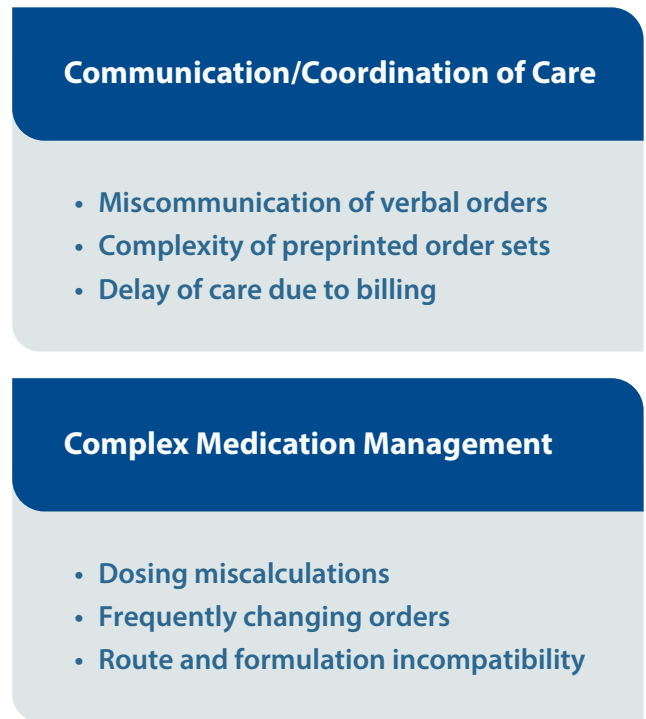 Communication/Coordination of Care
• Miscommunication of verbal orders
• Complexity of preprinted order sets
• Delay of care due to billing
Complex Medication Management
• Dosing miscalculations
• Frequently changing orders
• Route and formulation incompatibility